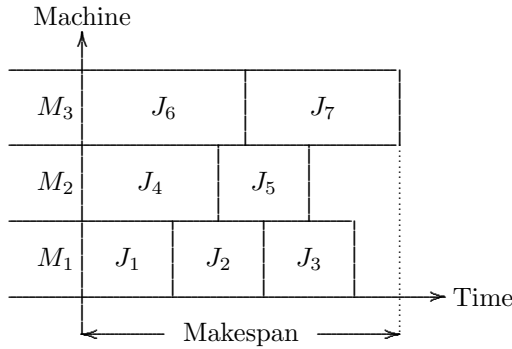 Machine
M₃ J₆ J₇
M₂ J₄ J₅
M₁ J₁ J₂ J₃
Time
Makespan